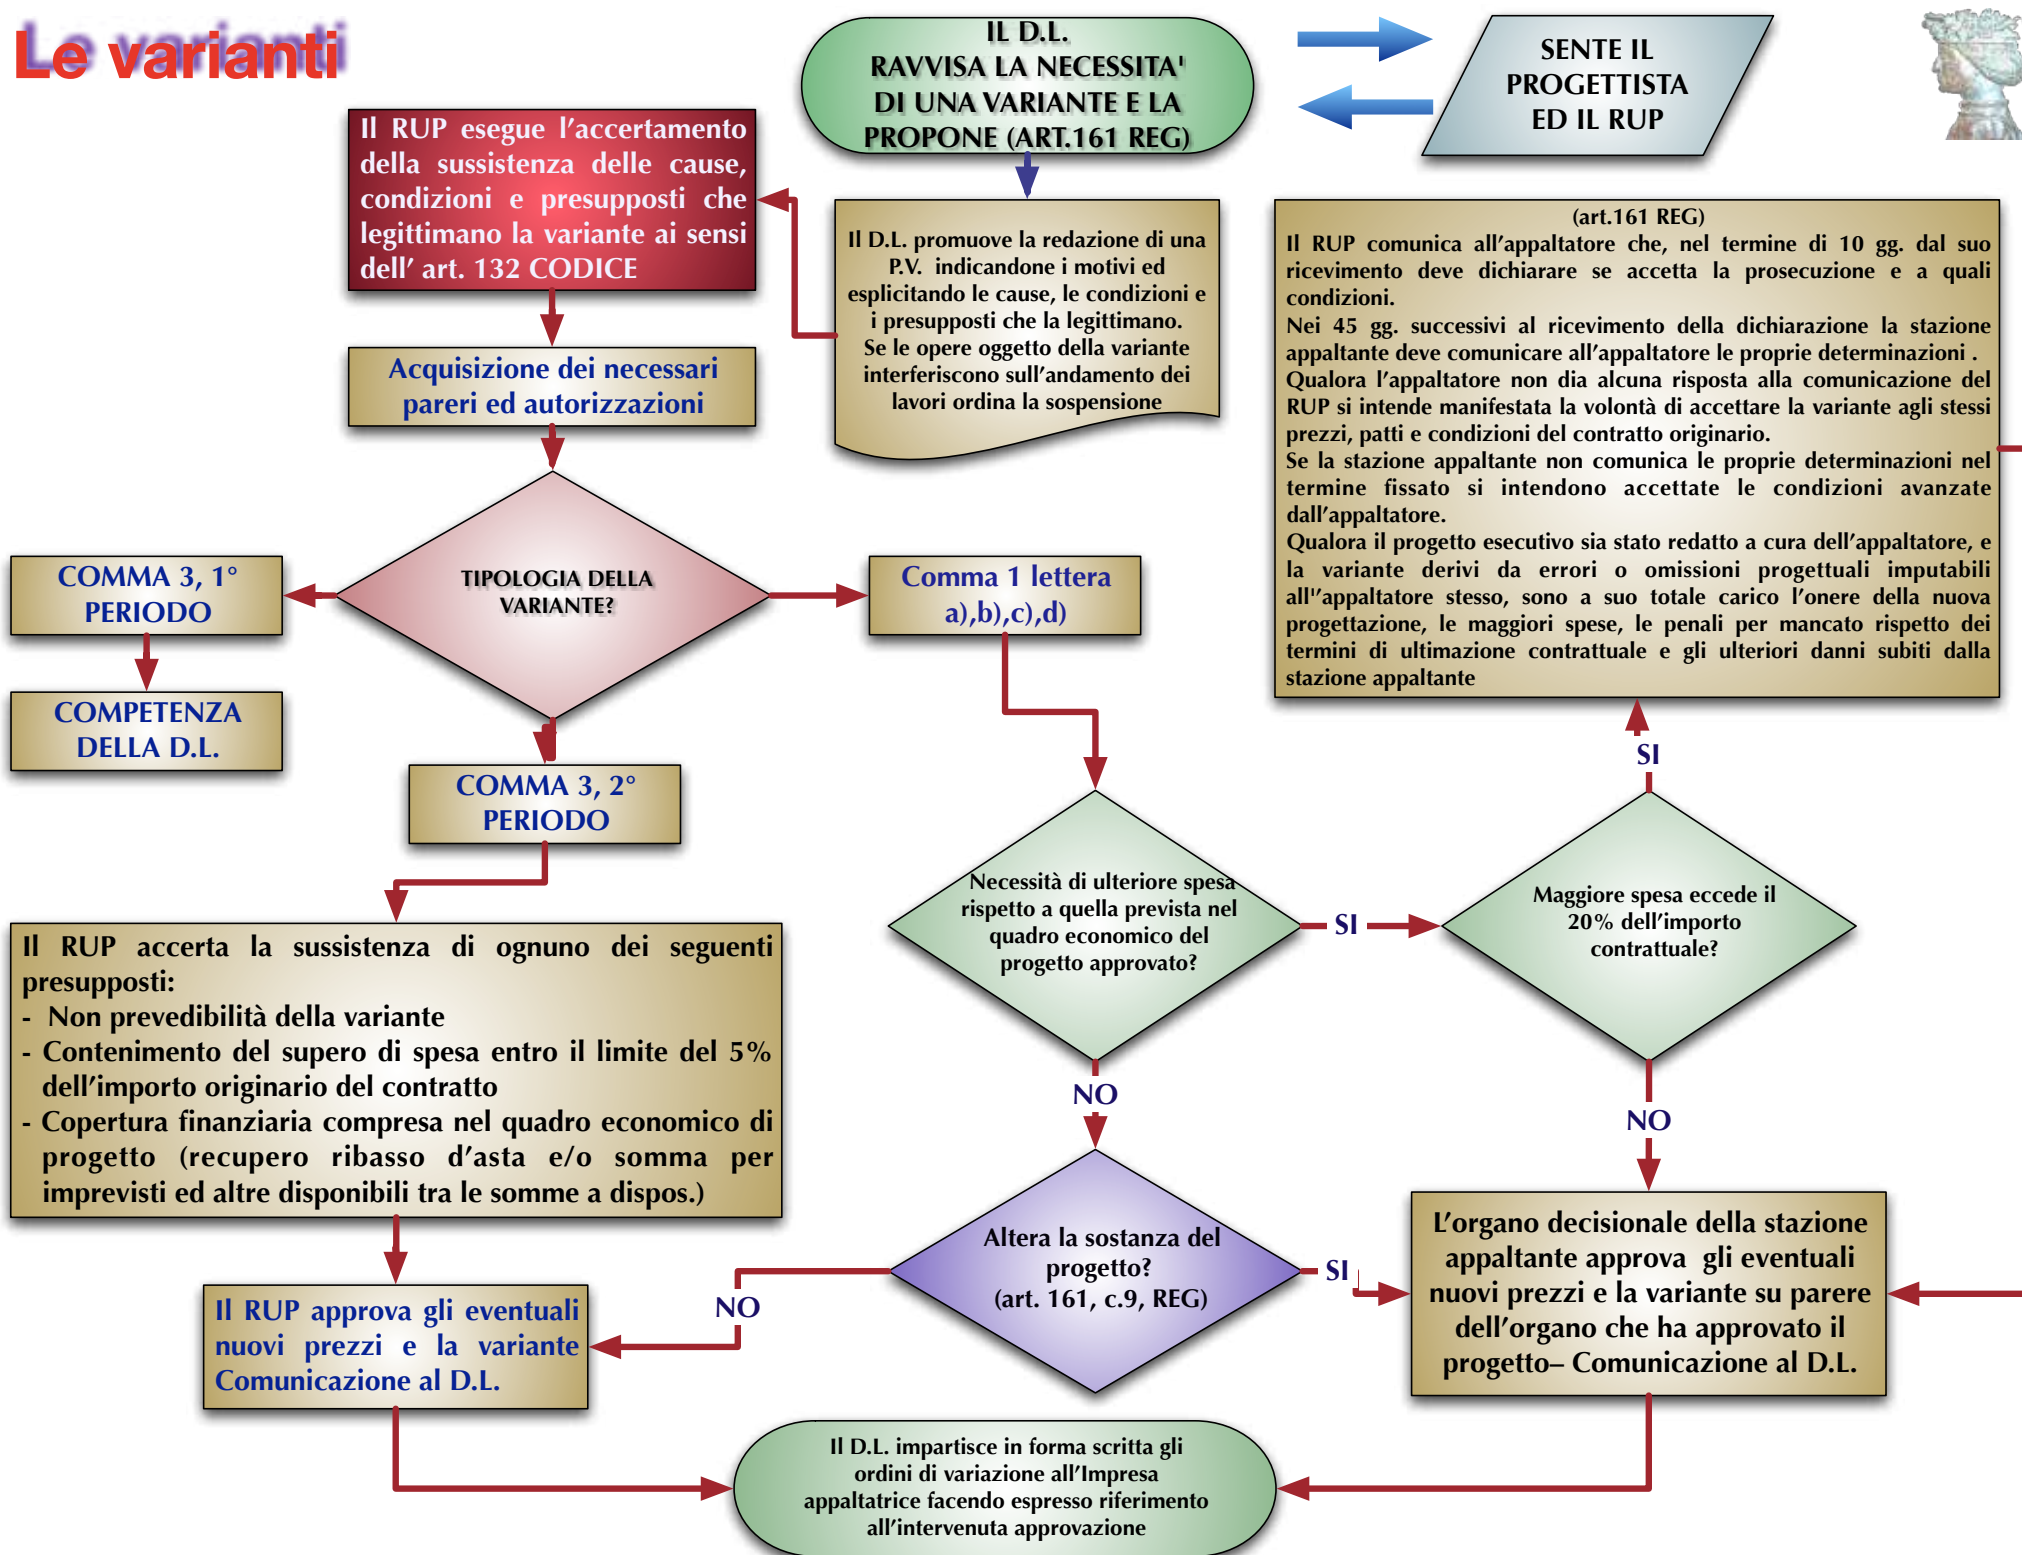 Le varianti
IL D.L.
RAVVISA LA NECESSITA'
DI UNA VARIANTE E LA
PROPONE (ART.161 REG)
SENTE IL
PROGETTISTA
ED IL RUP
Il RUP esegue l'accertamento
della sussistenza delle cause,
condizioni e presupposti che
legittimano la variante ai sensi
dell' art. 132 CODICE
Il D.L. promuove la redazione di una
P.V. indicandone i motivi ed
esplicitando le cause, le condizioni e
i presupposti che la legittimano.
Se le opere oggetto della variante
interferiscono sull'andamento dei
lavori ordina la sospensione
(art.161 REG)
Il RUP comunica all'appaltatore che, nel termine di 10 gg. dal suo
ricevimento deve dichiarare se accetta la prosecuzione e a quali
condizioni.
Nei 45 gg. successivi al ricevimento della dichiarazione la stazione
appaltante deve comunicare all'appaltatore le proprie determinazioni .
Qualora l'appaltatore non dia alcuna risposta alla comunicazione del
RUP si intende manifestata la volontà di accettare la variante agli stessi
prezzi, patti e condizioni del contratto originario.
Se la stazione appaltante non comunica le proprie determinazioni nel
termine fissato si intendono accettate le condizioni avanzate
dall'appaltatore.
Qualora il progetto esecutivo sia stato redatto a cura dell'appaltatore, e
la variante derivi da errori o omissioni progettuali imputabili
all''appaltatore stesso, sono a suo totale carico l'onere della nuova
progettazione, le maggiori spese, le penali per mancato rispetto dei
termini di ultimazione contrattuale e gli ulteriori danni subiti dalla
stazione appaltante
Acquisizione dei necessari
pareri ed autorizzazioni
TIPOLOGIA DELLA
VARIANTE?
COMMA 3, 1°
PERIODO
COMPETENZA
DELLA D.L.
Comma 1 lettera
a),b),c),d)
COMMA 3, 2°
PERIODO
SI
Necessità di ulteriore spesa
rispetto a quella prevista nel
quadro economico del
progetto approvato?
SI
Maggiore spesa eccede il
20% dell'importo
contrattuale?
Il RUP accerta la sussistenza di ognuno dei seguenti
presupposti:
- Non prevedibilità della variante
- Contenimento del supero di spesa entro il limite del 5%
dell'importo originario del contratto
- Copertura finanziaria compresa nel quadro economico di
progetto (recupero ribasso d'asta e/o somma per
imprevisti ed altre disponibili tra le somme a dispos.)
NO
NO
Altera la sostanza del
progetto?
(art. 161, c.9, REG)
NO
SI
L'organo decisionale della stazione
appaltante approva gli eventuali
nuovi prezzi e la variante su parere
dell'organo che ha approvato il
progetto– Comunicazione al D.L.
Il RUP approva gli eventuali
nuovi prezzi e la variante
Comunicazione al D.L.
Il D.L. impartisce in forma scritta gli
ordini di variazione all'Impresa
appaltatrice facendo espresso riferimento
all'intervenuta approvazione